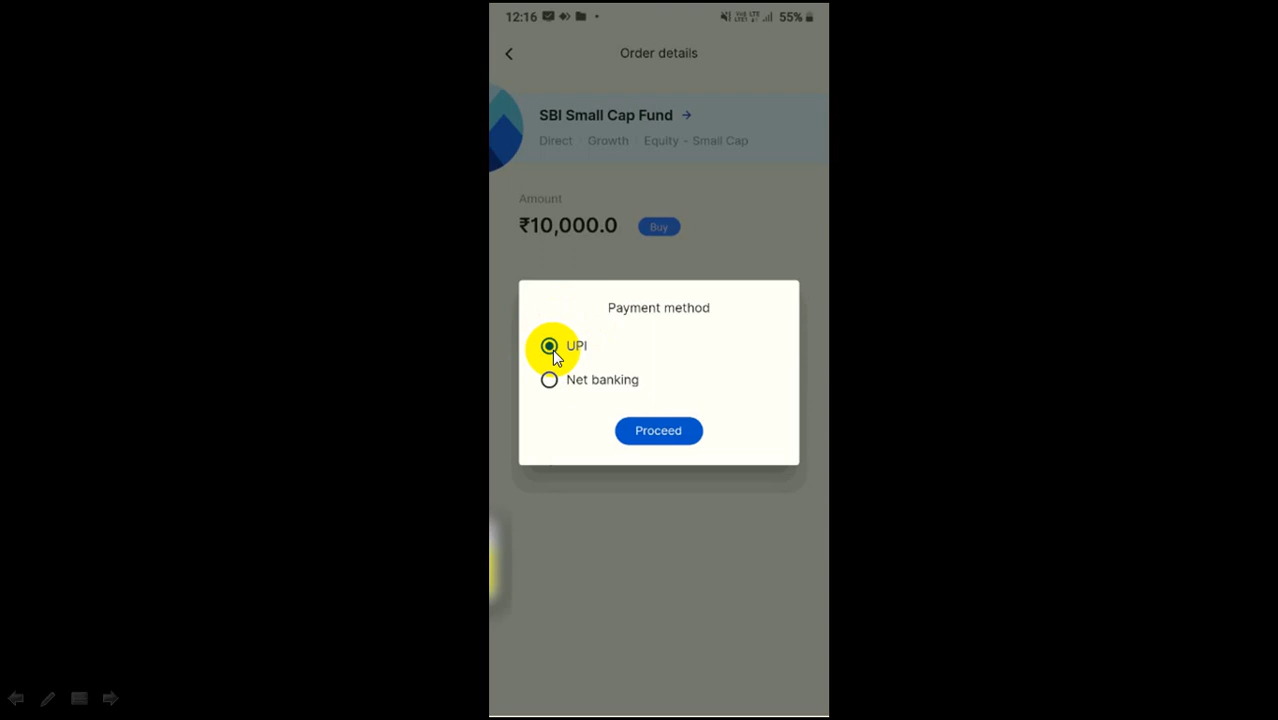 12:16 55%
Order details
SBI Small Cap Fund →
Direct Growth Equity - Small Cap
Amount
₹10,000.0 Buy
Payment method
UPI
Net banking
Proceed